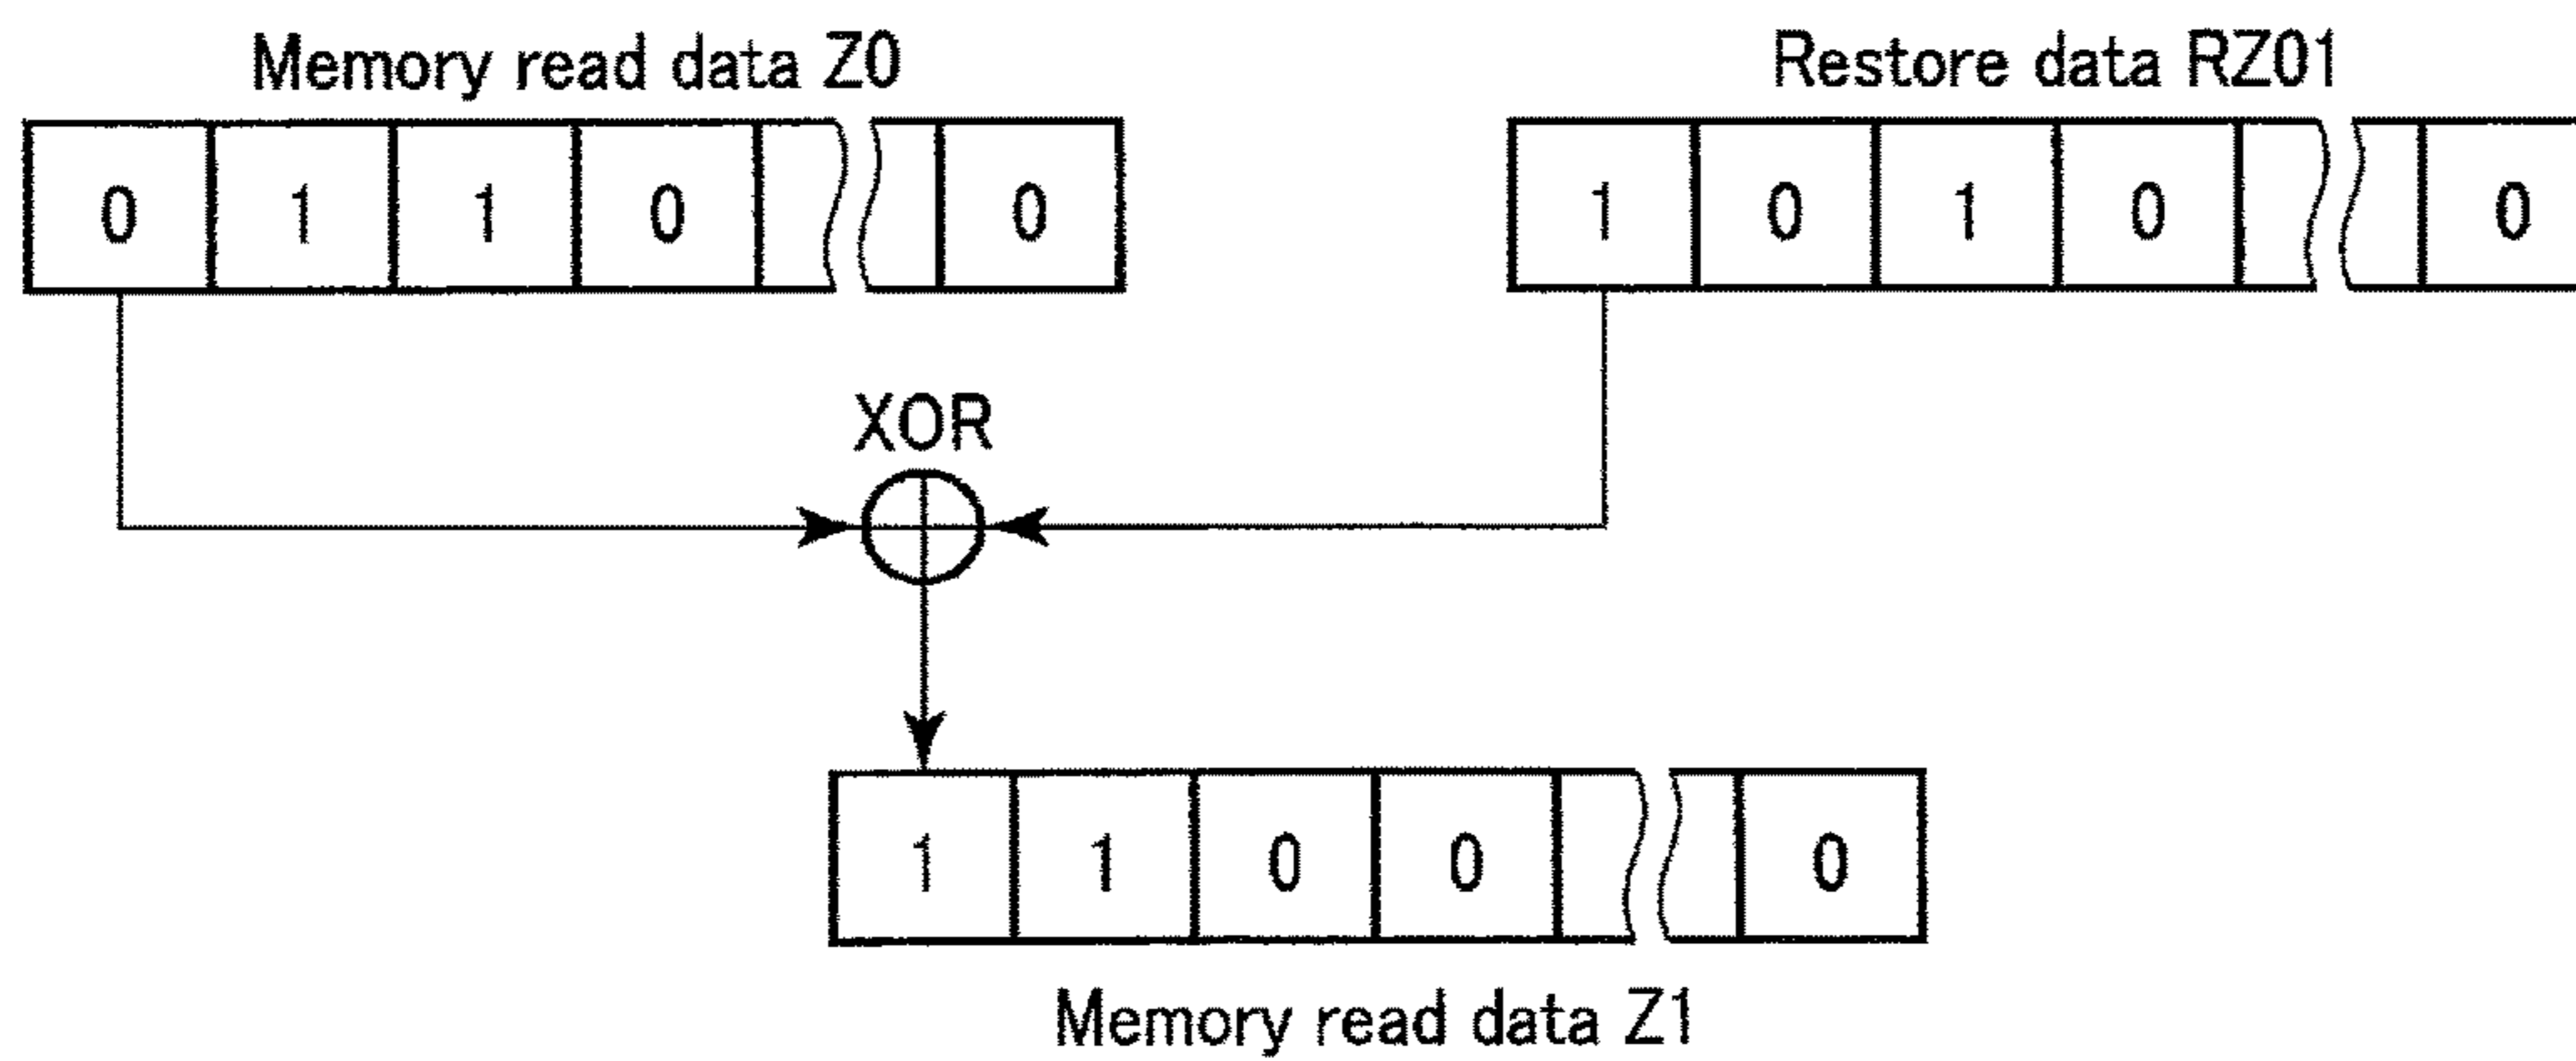 Memory read data Z0
Restore data RZ01
0 1 1 0 0
1 0 1 0 0
XOR
1 1 0 0 0
Memory read data Z1